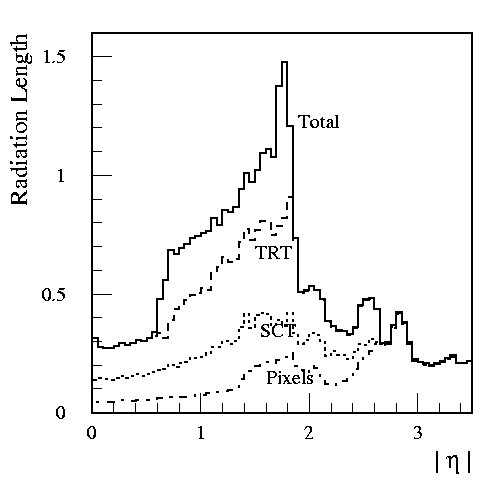 Radiation Length
1.5
1
0.5
0
Total
TRT
SCT
Pixels
0 1 2 3
|η|